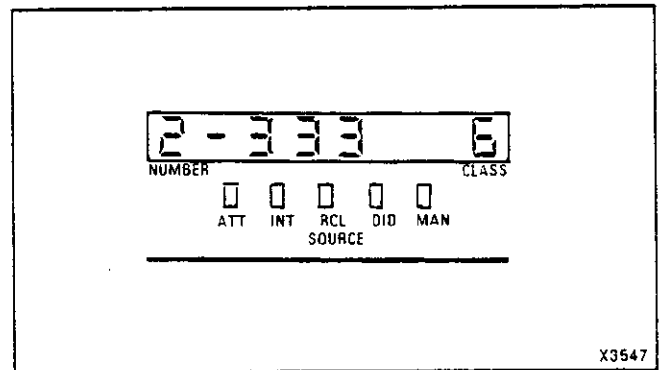 2-333 6
NUMBER CLASS
ATT INT RCL DID MAN
SOURCE
X3547